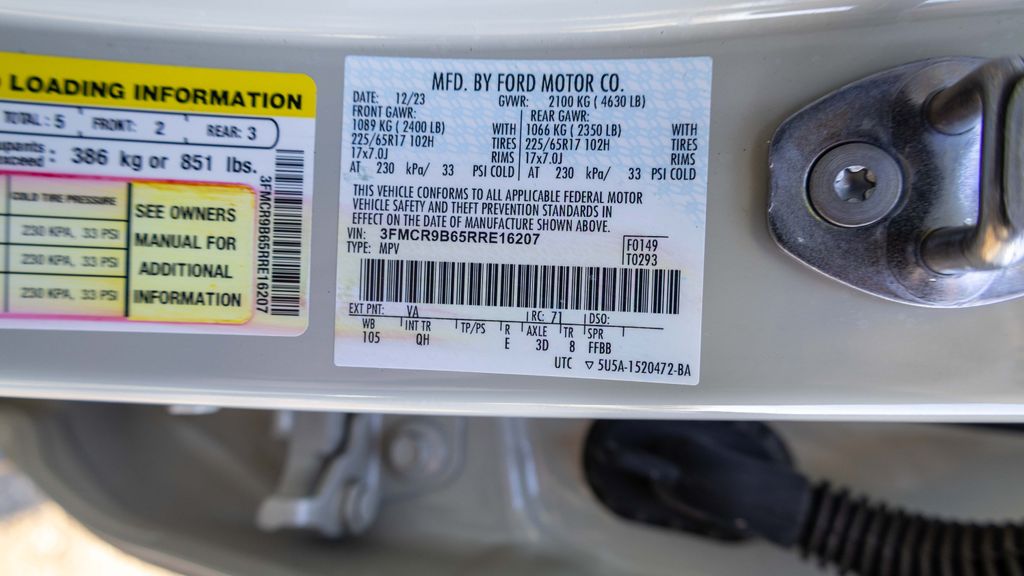 LOADING INFORMATION
TOTAL: 5 FRONT: 2 REAR: 3
386 kg or 851 lbs.
COLD TIRE PRESSURE
230 KPA, 33 PSI
230 KPA, 33 PSI
230 KPA, 33 PSI
SEE OWNERS
MANUAL FOR
ADDITIONAL
INFORMATION
3FMCR9B65RRE16207
MFD. BY FORD MOTOR CO.
DATE: 12/23 GVWR: 2100 KG ( 4630 LB)
FRONT GAWR: REAR GAWR:
1089 KG ( 2400 LB) WITH 1066 KG ( 2350 LB) WITH
225/65R17 102H TIRES 225/65R17 102H TIRES
17x7.0J RIMS 17x7.0J RIMS
AT 230 kPa/ 33 PSI COLD AT 230 kPa/ 33 PSI COLD
THIS VEHICLE CONFORMS TO ALL APPLICABLE FEDERAL MOTOR
VEHICLE SAFETY AND THEFT PREVENTION STANDARDS IN
EFFECT ON THE DATE OF MANUFACTURE SHOWN ABOVE.
VIN: 3FMCR9B65RRE16207 F0149
TYPE: MPV T0293
EXT PNT: VA RC: 71 DSO:
WB INT TR TP/PS R AXLE TR SPR
105 QH E 3D 8 FFBB
UTC ▽ 5U5A-1520472-BA